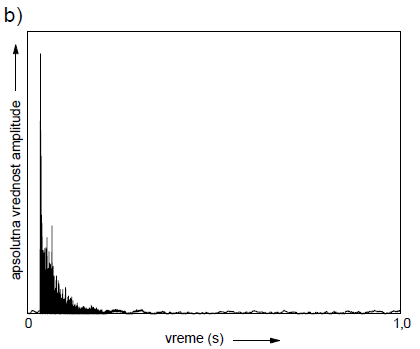 b)
apsolutna vrednost amplitude
0
1,0
vreme (s)